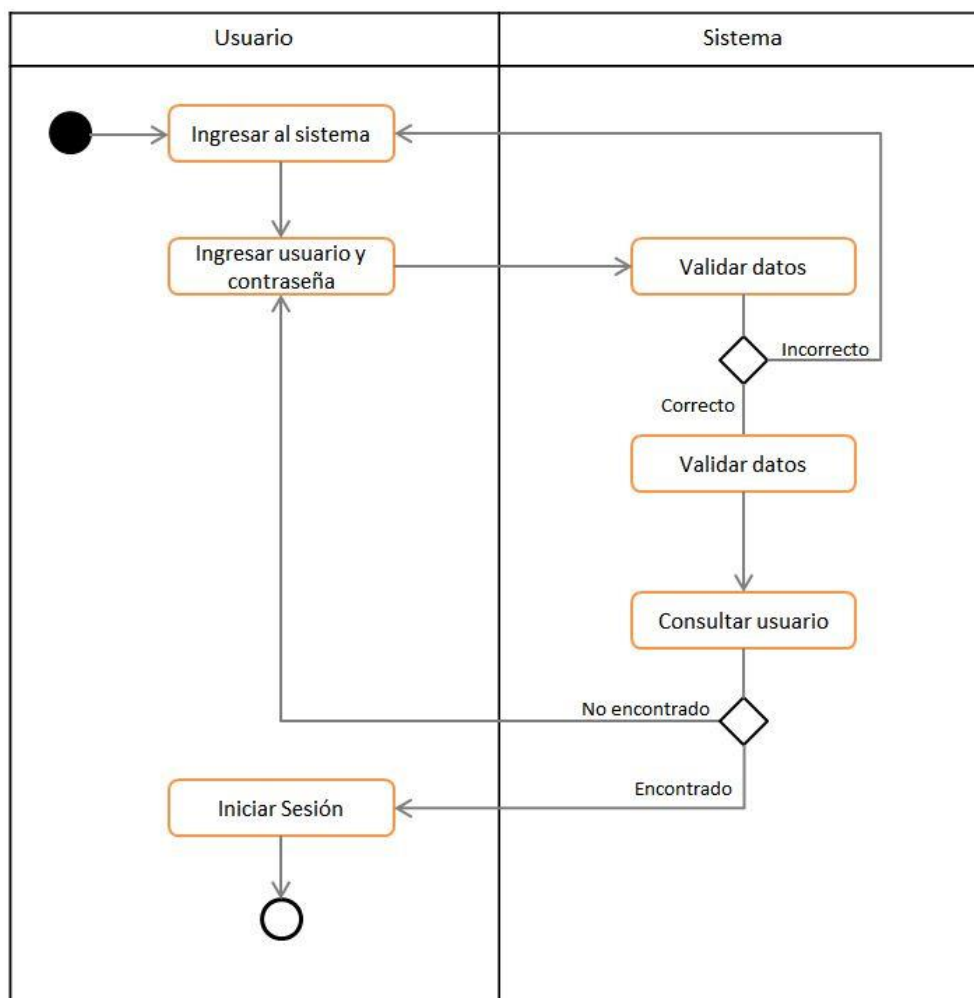 Usuario
Sistema
Ingresar al sistema
Ingresar usuario y
contraseña
Validar datos
Incorrecto
Correcto
Validar datos
Consultar usuario
No encontrado
Encontrado
Iniciar Sesión